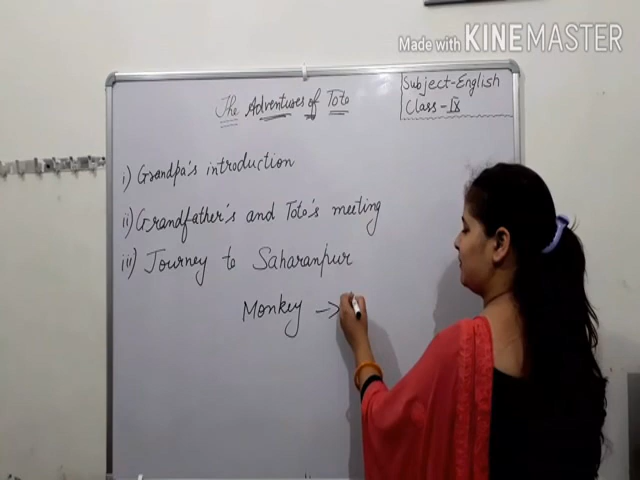 Made with KINEMASTER
Subject-English
Class-IX
The Adventures of Toto
i) Grandpa's introduction
ii) Grandfather's and Toto's meeting
iii) Journey to Saharanpur
Monkey →